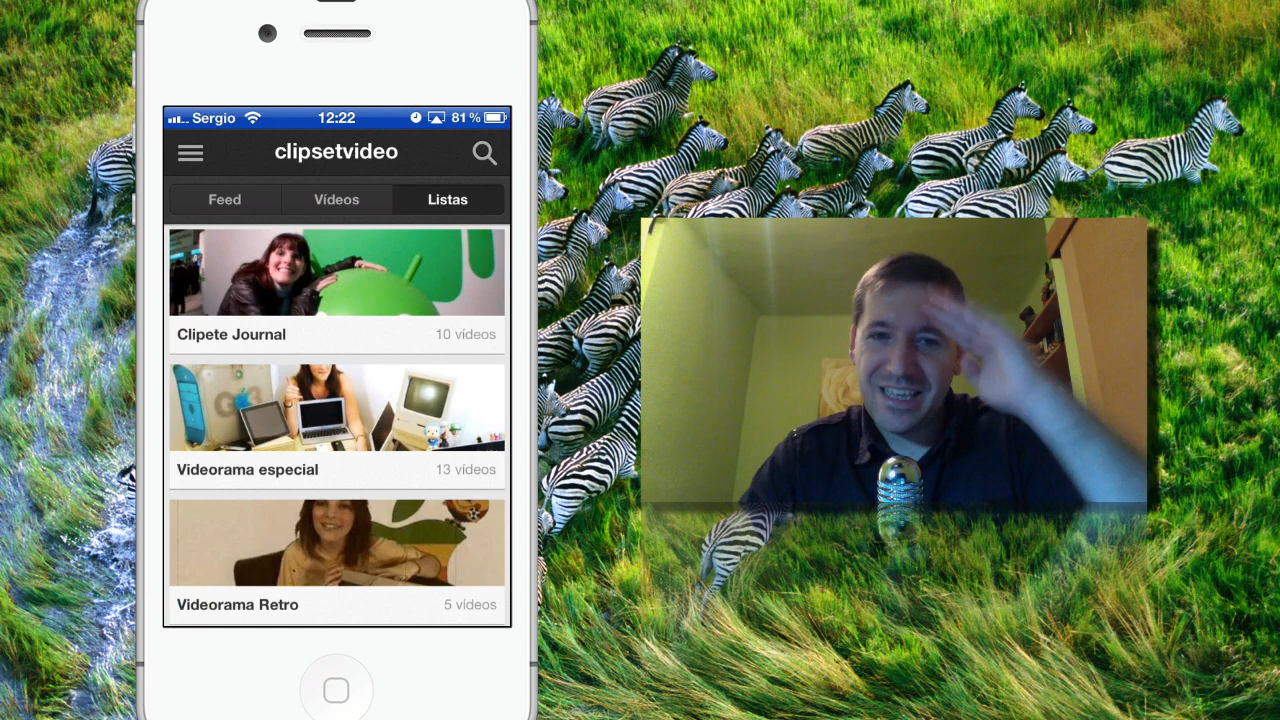 Sergio 12:22 81%
clipsetvideo
Feed Vídeos Listas
Clipete Journal 10 vídeos
G3
Videorama especial 13 vídeos
Videorama Retro 5 vídeos